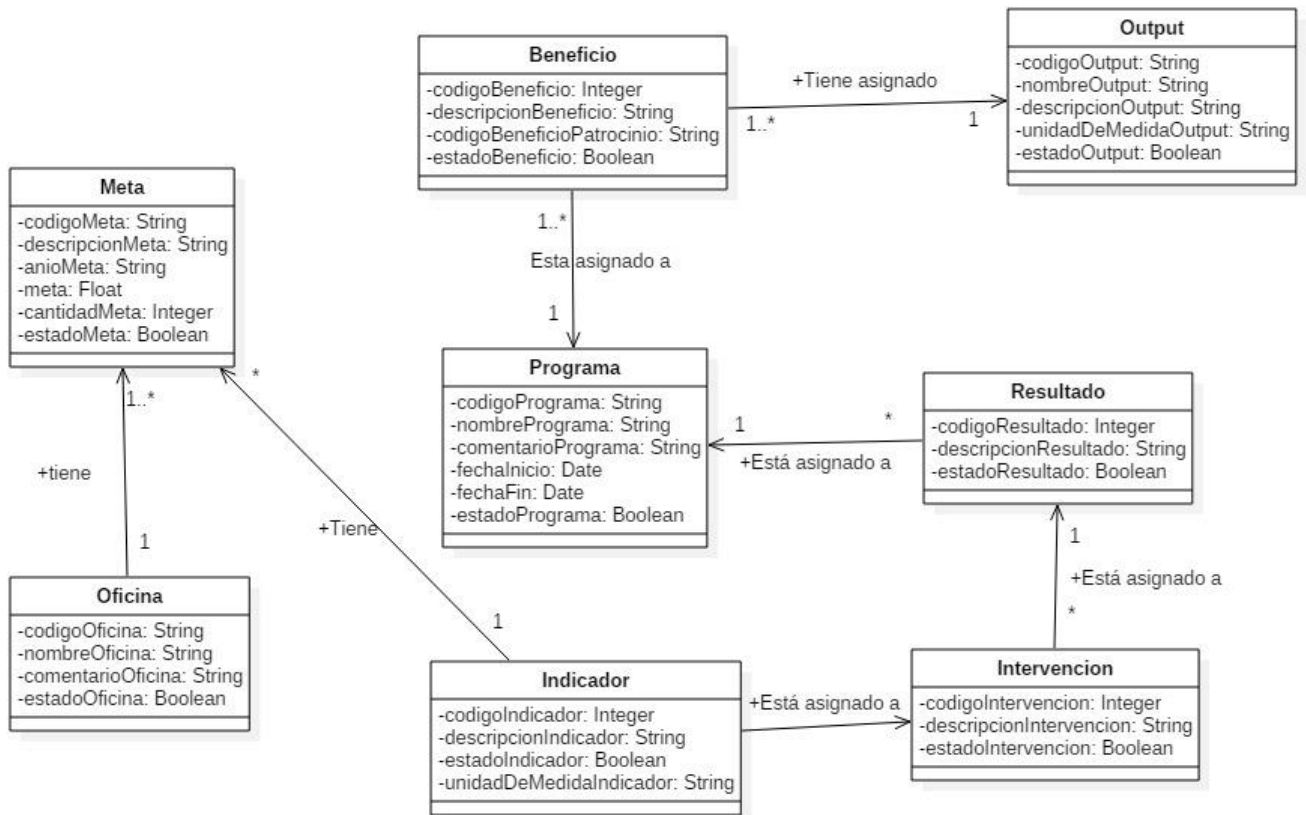 Beneficio
-codigoBeneficio: Integer
-descripcionBeneficio: String
-codigoBeneficioPatrocinio: String
-estadoBeneficio: Boolean
+Tiene asignado
1..*
1
Output
-codigoOutput: String
-nombreOutput: String
-descripcionOutput: String
-unidadDeMedidaOutput: String
-estadoOutput: Boolean
Meta
-codigoMeta: String
-descripcionMeta: String
-anioMeta: String
-meta: Float
-cantidadMeta: Integer
-estadoMeta: Boolean
1..*
Esta asignado a
1
Programa
-codigoPrograma: String
-nombrePrograma: String
-comentarioPrograma: String
-fechaInicio: Date
-fechaFin: Date
-estadoPrograma: Boolean
1
*
+Está asignado a
Resultado
-codigoResultado: Integer
-descripcionResultado: String
-estadoResultado: Boolean
1..*
+tiene
1
*
+Tiene
1
1
+Está asignado a
*
Oficina
-codigoOficina: String
-nombreOficina: String
-comentarioOficina: String
-estadoOficina: Boolean
Indicador
-codigoIndicador: Integer
-descripcionIndicador: String
-estadoIndicador: Boolean
-unidadDeMedidaIndicador: String
+Está asignado a
Intervencion
-codigoIntervencion: Integer
-descripcionIntervencion: String
-estadoIntervencion: Boolean